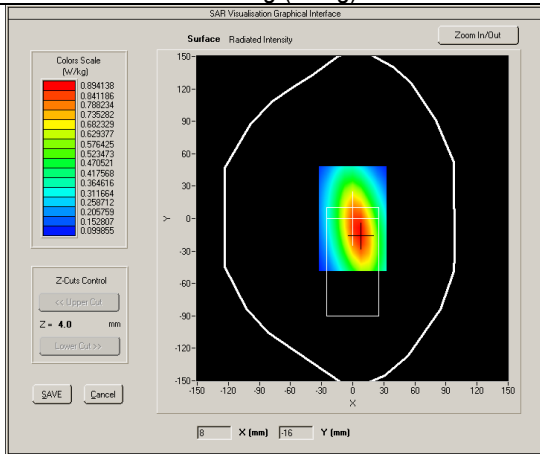 SAR Visualisation Graphical Interface
Surface Radiated Intensity
Zoom In/Out
Colors Scale
(W/kg)
0.894138
0.841186
0.788234
0.735282
0.682329
0.629377
0.576425
0.523473
0.470521
0.417568
0.364616
0.311664
0.258712
0.205759
0.152807
0.099855
Z-Cuts Control
<< Upper Cut
Z = 4.0 mm
Lower Cut >>
SAVE Cancel
150-
120-
90-
60-
30-
0-
-30-
-60-
-90-
-120-
-150-
Y
-150 -120 -90 -60 -30 0 30 60 90 120 150
X
8 X (mm) -16 Y (mm)